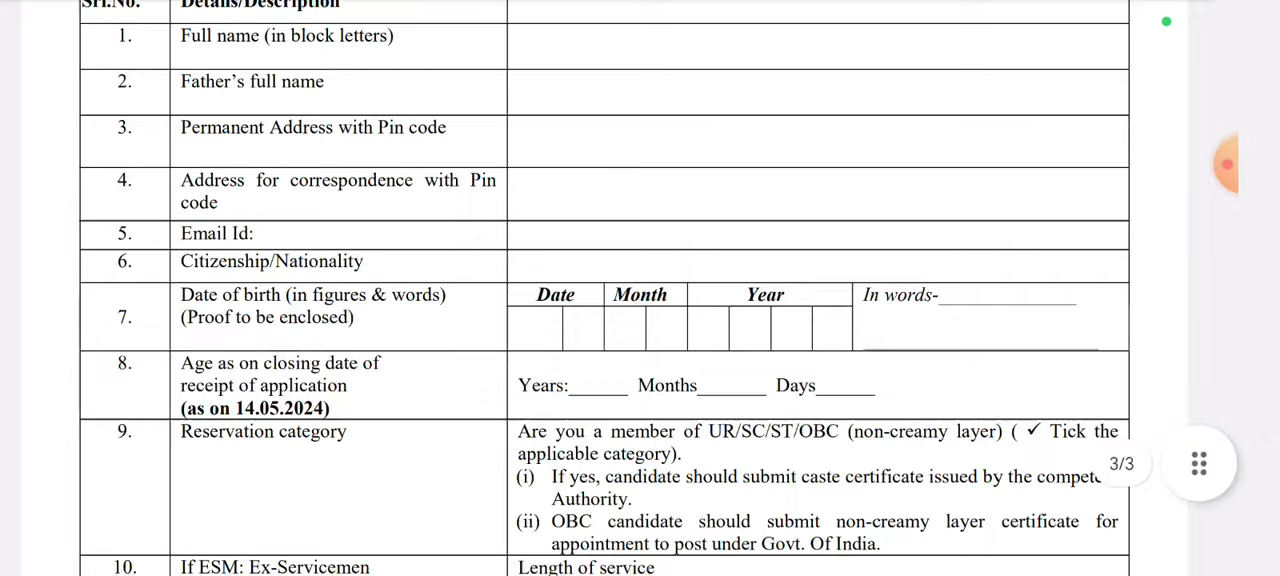 Srl.No. Details/Description
1. Full name (in block letters)
2. Father's full name
3. Permanent Address with Pin code
4. Address for correspondence with Pin
code
5. Email Id:
6. Citizenship/Nationality
7. Date of birth (in figures & words)
(Proof to be enclosed)
Date Month Year In words-
8. Age as on closing date of
receipt of application
(as on 14.05.2024)
Years:______ Months_______ Days______
9. Reservation category
Are you a member of UR/SC/ST/OBC (non-creamy layer) ( ✓ Tick the
applicable category).
(i) If yes, candidate should submit caste certificate issued by the
Authority.
(ii) OBC candidate should submit non-creamy layer certificate for
appointment to post under Govt. Of India.
10. If ESM: Ex-Servicemen
Length of service
3/3